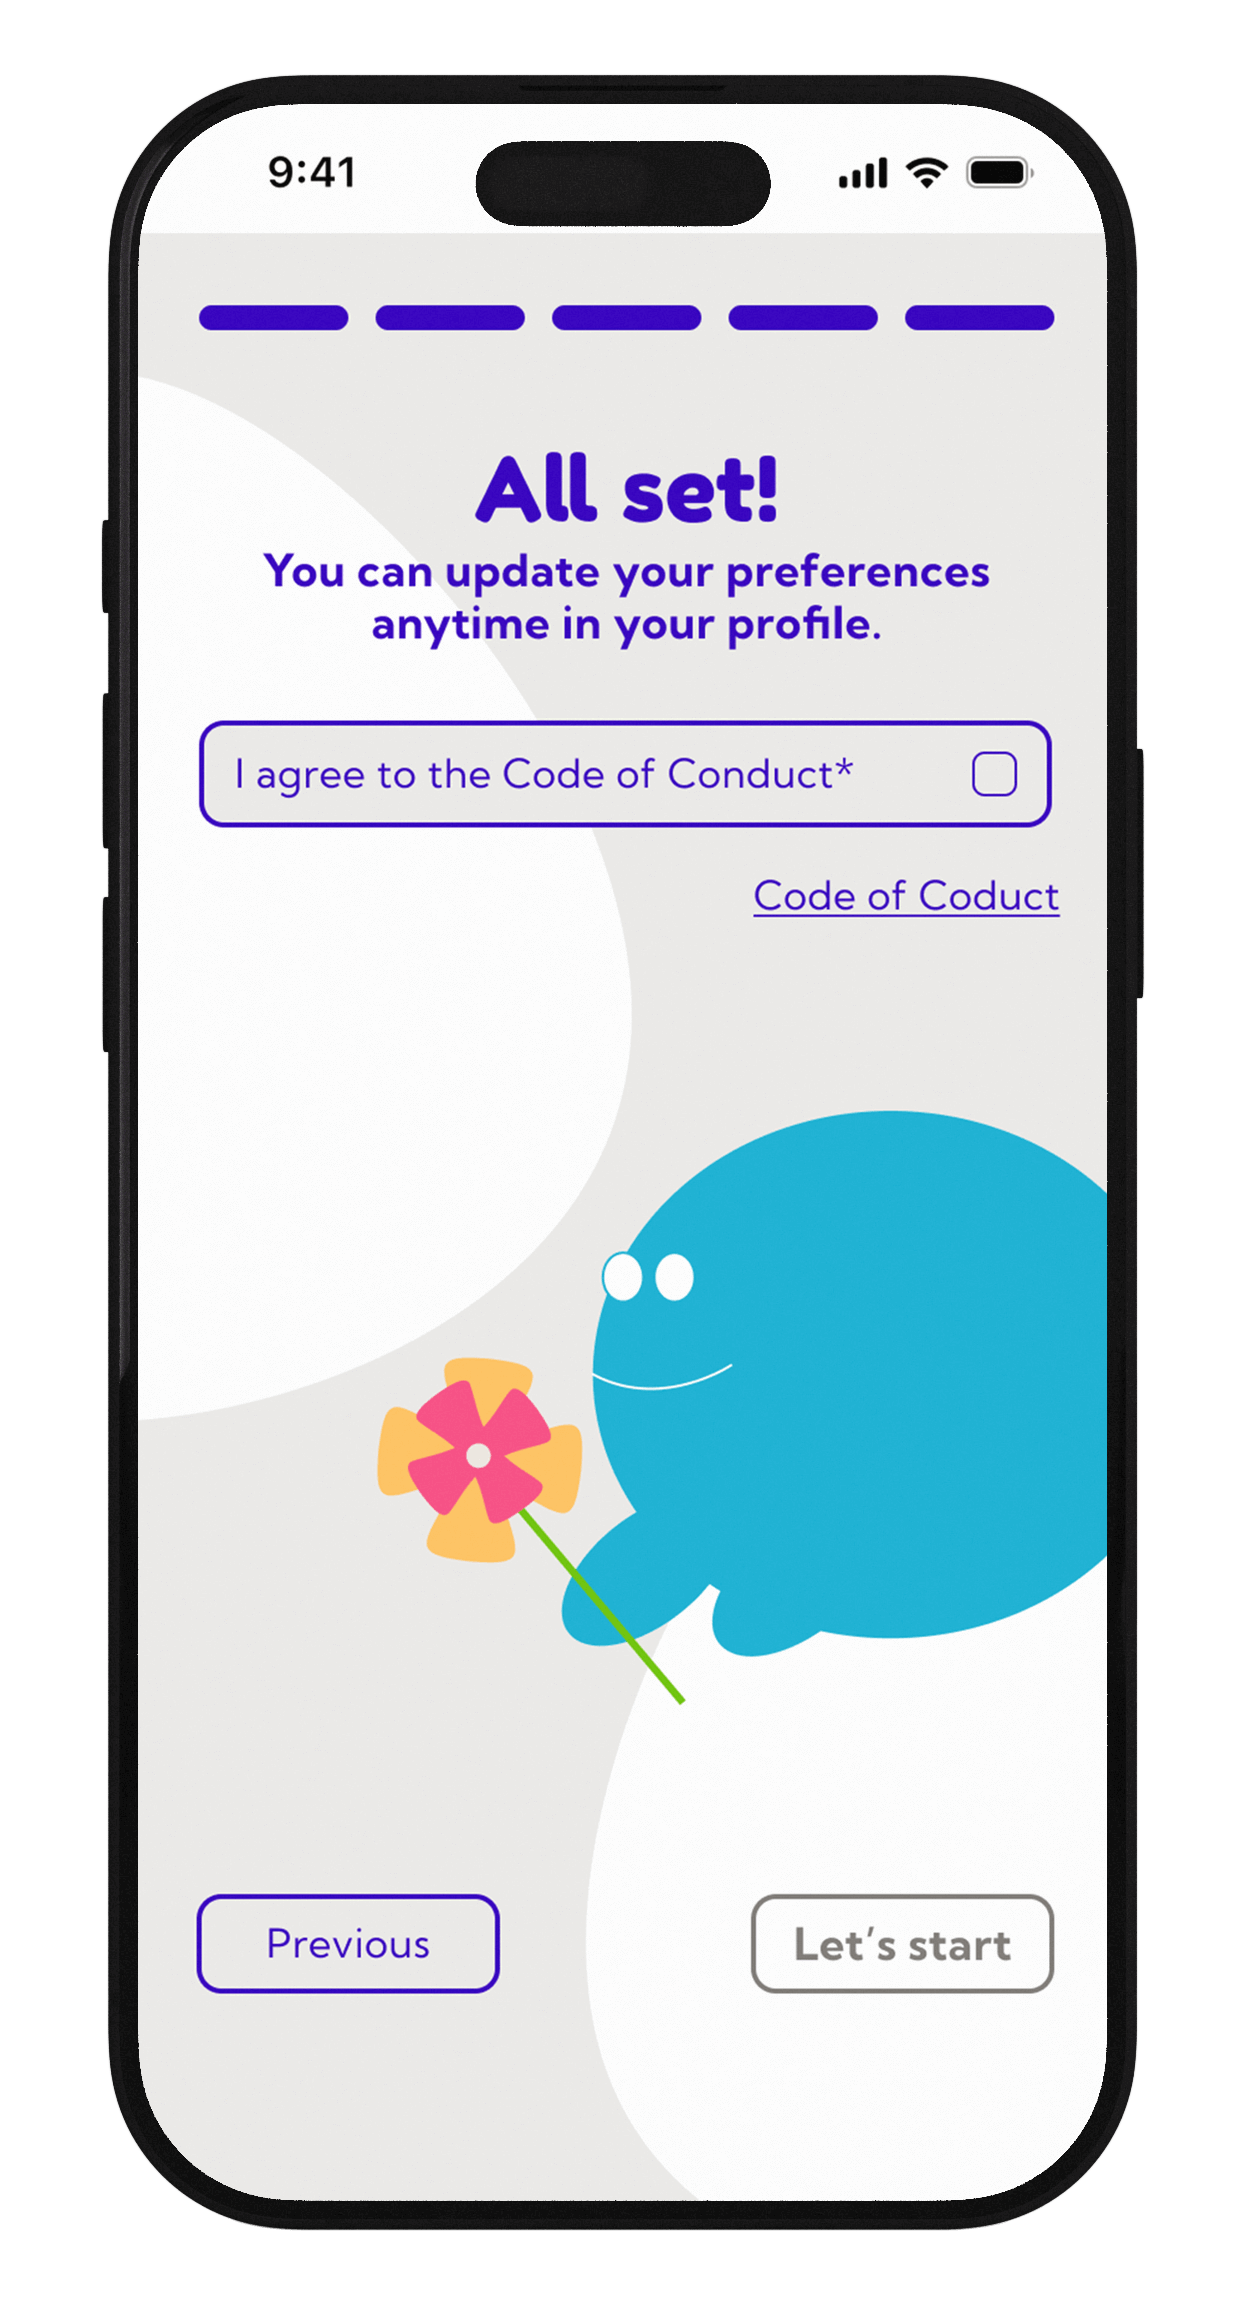 9:41
All set!
You can update your preferences
anytime in your profile.
I agree to the Code of Conduct*
Code of Coduct
Previous
Let’s start